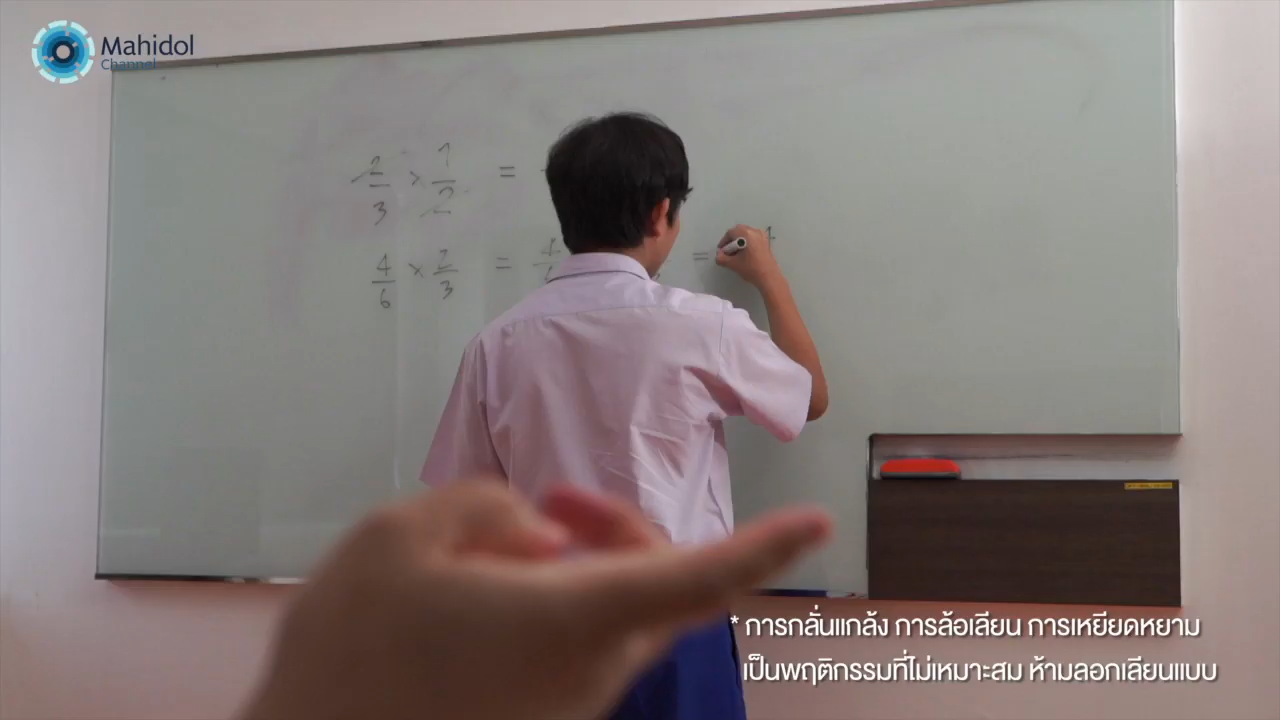 Mahidol
Channel
2/3 × 1/2 =
4/6 × 2/3 = =
* การกลั่นแกล้ง การล้อเลียน การเหยียดหยาม
เป็นพฤติกรรมที่ไม่เหมาะสม ห้ามลอกเลียนแบบ